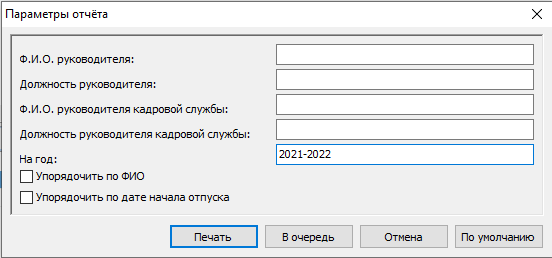 Параметры отчёта
Ф.И.О. руководителя:
Должность руководителя:
Ф.И.О. руководителя кадровой службы:
Должность руководителя кадровой службы:
На год: 2021-2022
Упорядочить по ФИО
Упорядочить по дате начала отпуска
Печать В очередь Отмена По умолчанию